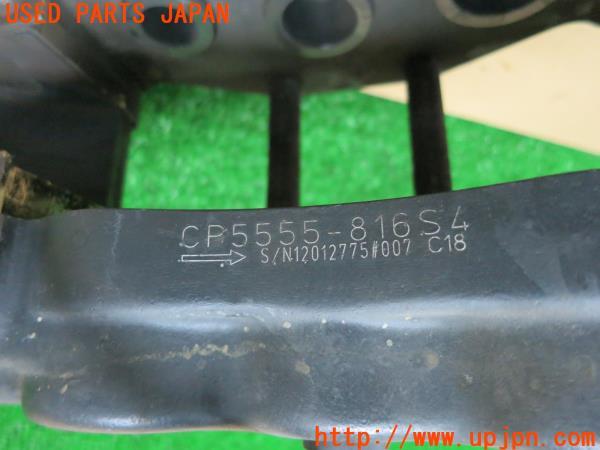 USED PARTS JAPAN
CP5555-816S4
S/N12012775#007 C18
http://www.upjpn.com